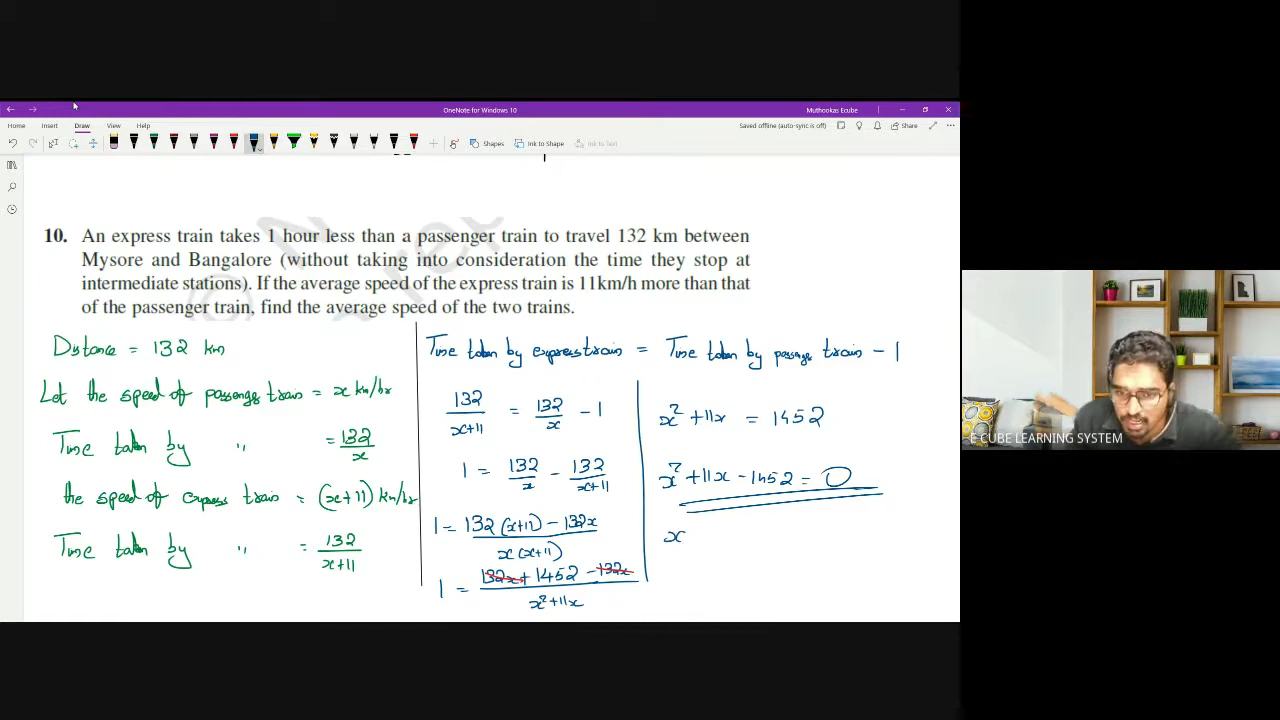 OneNote for Windows 10
Muthookas Ecube
Home Insert Draw View Help
Saved offline (auto-sync is off)
Share
Shapes
Ink to Shape
Ink to Text
10. An express train takes 1 hour less than a passenger train to travel 132 km between
Mysore and Bangalore (without taking into consideration the time they stop at
intermediate stations). If the average speed of the express train is 11km/h more than that
of the passenger train, find the average speed of the two trains.
Distance = 132 km
Let the speed of passenger train = x km/hr
Time taken by " = 132/x
the speed of express train = (x+11) km/hr
Time taken by " = 132/(x+11)
Time taken by express train = Time taken by passenger train - 1
132/(x+11) = 132/x - 1
1 = 132/x - 132/(x+11)
1 = (132(x+11) - 132x)/(x(x+11))
1 = (132x + 1452 - 132x)/(x²+11x)
x² + 11x = 1452
x² + 11x - 1452 = 0
x
E CUBE LEARNING SYSTEM